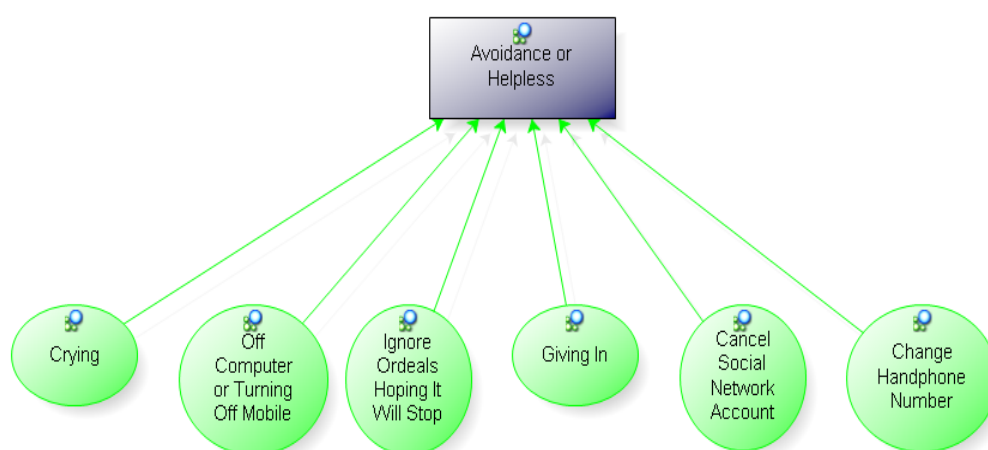 Avoidance or
Helpless
Crying
Off
Computer
or Turning
Off Mobile
Ignore
Ordeals
Hoping It
Will Stop
Giving In
Cancel
Social
Network
Account
Change
Handphone
Number